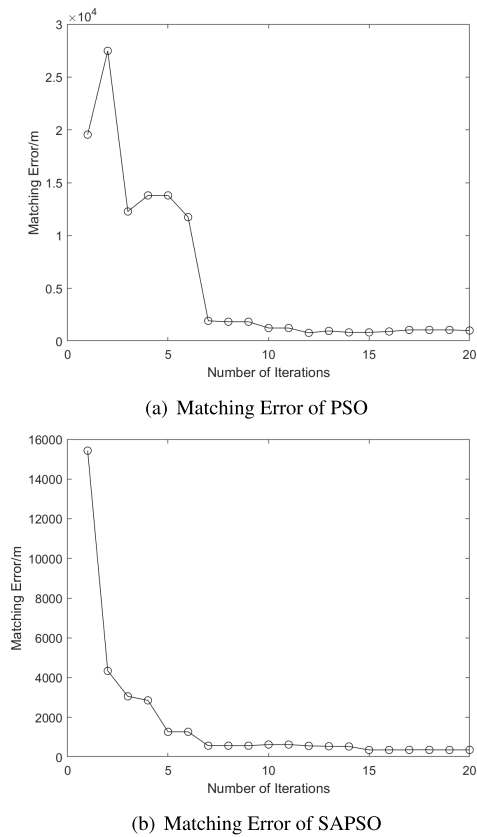 ×10⁴
3
2.5
2
1.5
1
0.5
0
Matching Error/m
0 5 10 15 20
Number of Iterations
(a) Matching Error of PSO
16000
14000
12000
10000
8000
6000
4000
2000
0
Matching Error/m
0 5 10 15 20
Number of Iterations
(b) Matching Error of SAPSO